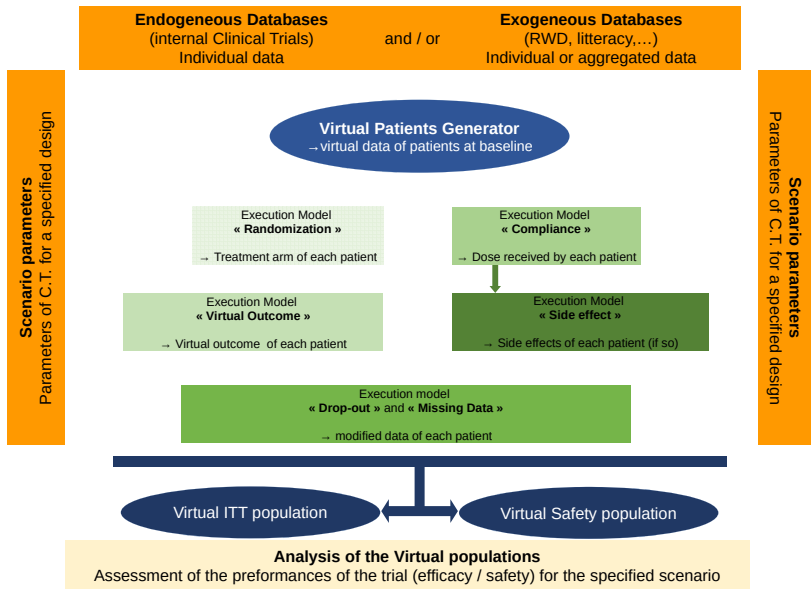 Endogeneous Databases
(internal Clinical Trials)
Individual data
and / or
Exogeneous Databases
(RWD, litteracy,…)
Individual or aggregated data
Scenario parameters
Parameters of C.T. for a specified design
Virtual Patients Generator
→virtual data of patients at baseline
Execution Model
« Randomization »
→ Treatment arm of each patient
Execution Model
« Compliance »
→ Dose received by each patient
Execution Model
« Virtual Outcome »
→ Virtual outcome of each patient
Execution Model
« Side effect »
→ Side effects of each patient (if so)
Execution model
« Drop-out » and « Missing Data »
→ modified data of each patient
Scenario parameters
Parameters of C.T. for a specified design
Virtual ITT population
Virtual Safety population
Analysis of the Virtual populations
Assessment of the preformances of the trial (efficacy / safety) for the specified scenario